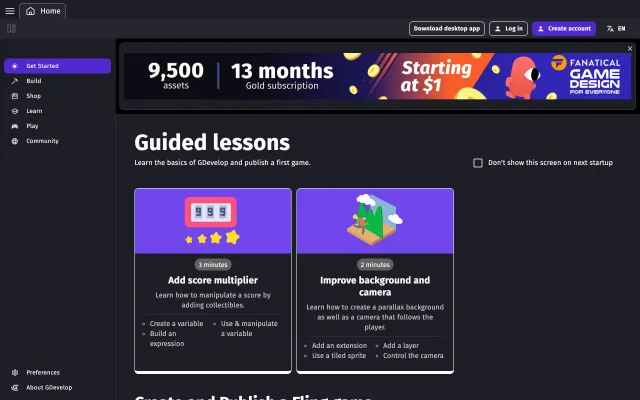 Home
Download desktop app
Log in
Create account
EN
Get Started
Build
Shop
Learn
Play
Community
Preferences
About GDevelop
9,500
assets
13 months
Gold subscription
Starting
at $1
FANATICAL
GAME
DESIGN
FOR EVERYONE
Guided lessons
Learn the basics of GDevelop and publish a first game.
Don't show this screen on next startup
999
3 minutes
Add score multiplier
Learn how to manipulate a score by
adding collectibles.
Create a variable
Build an
expression
Use & manipulate
a variable
2 minutes
Improve background and
camera
Learn how to create a parallax background
as well as a camera that follows the
player.
Add an extension
Use a tiled sprite
Add a layer
Control the camera
Create and Publish a Fling game